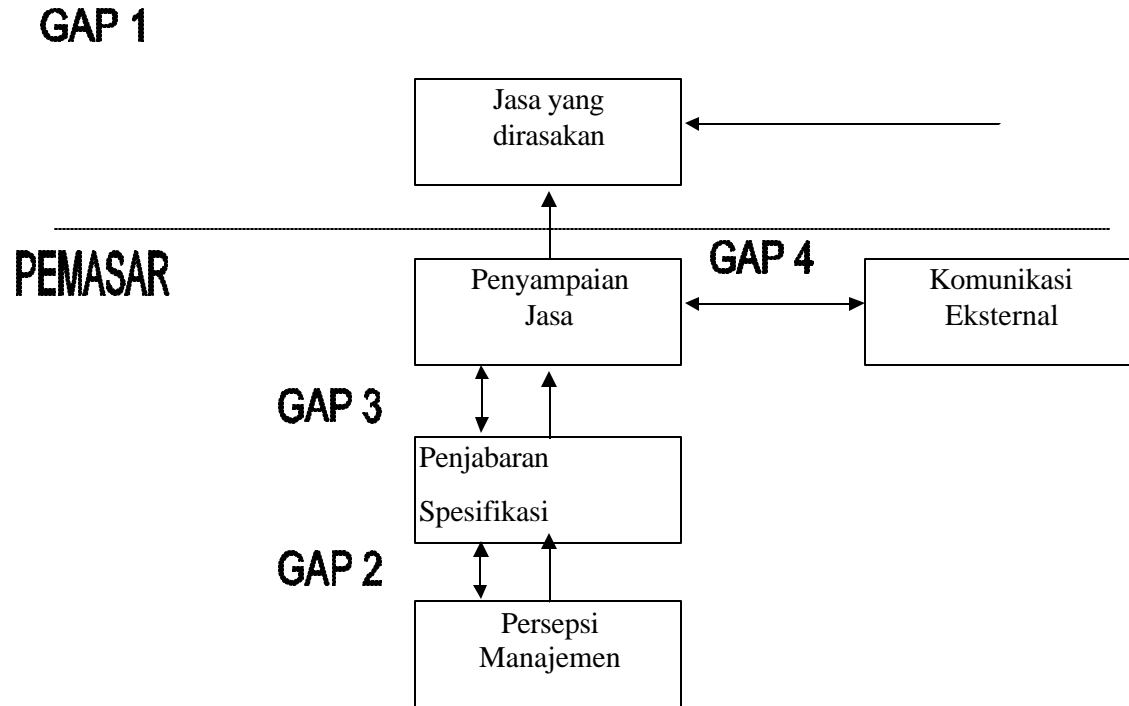 GAP 1
Jasa yang
dirasakan
PEMASAR
Penyampaian
Jasa
GAP 4
Komunikasi
Eksternal
GAP 3
Penjabaran
Spesifikasi
GAP 2
Persepsi
Manajemen